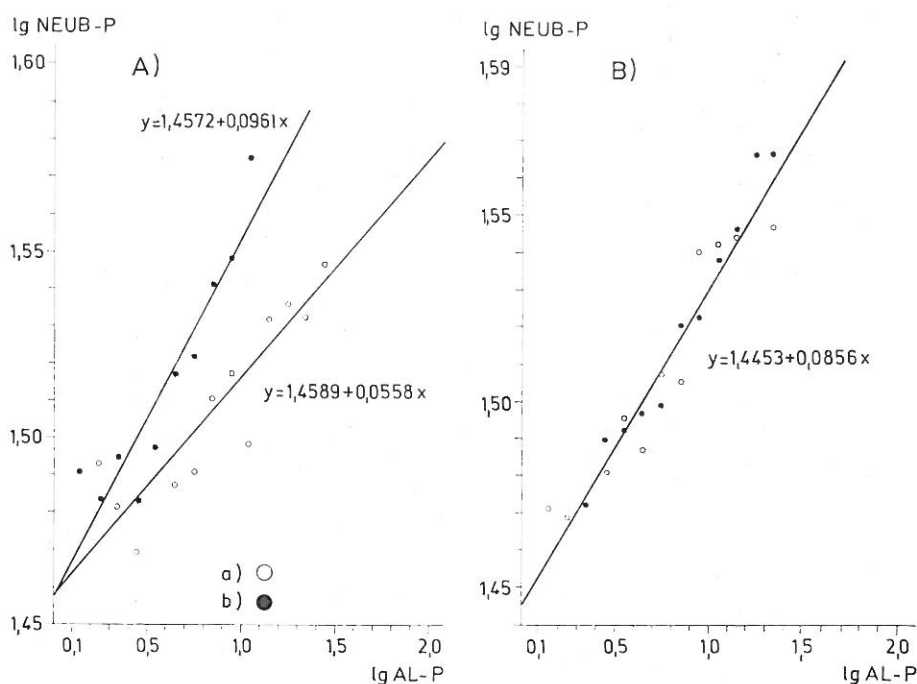 lg NEUB-P
A)
1,60
y=1,4572+0,0961x
1,55
1,50
y=1,4589+0,0558x
a)
b)
1,45
0,1 0,5 1,0 1,5 2,0
lg AL-P
lg NEUB-P
B)
1,59
1,55
y=1,4453+0,0856x
1,50
1,45
0,1 0,5 1,0 1,5 2,0
lg AL-P